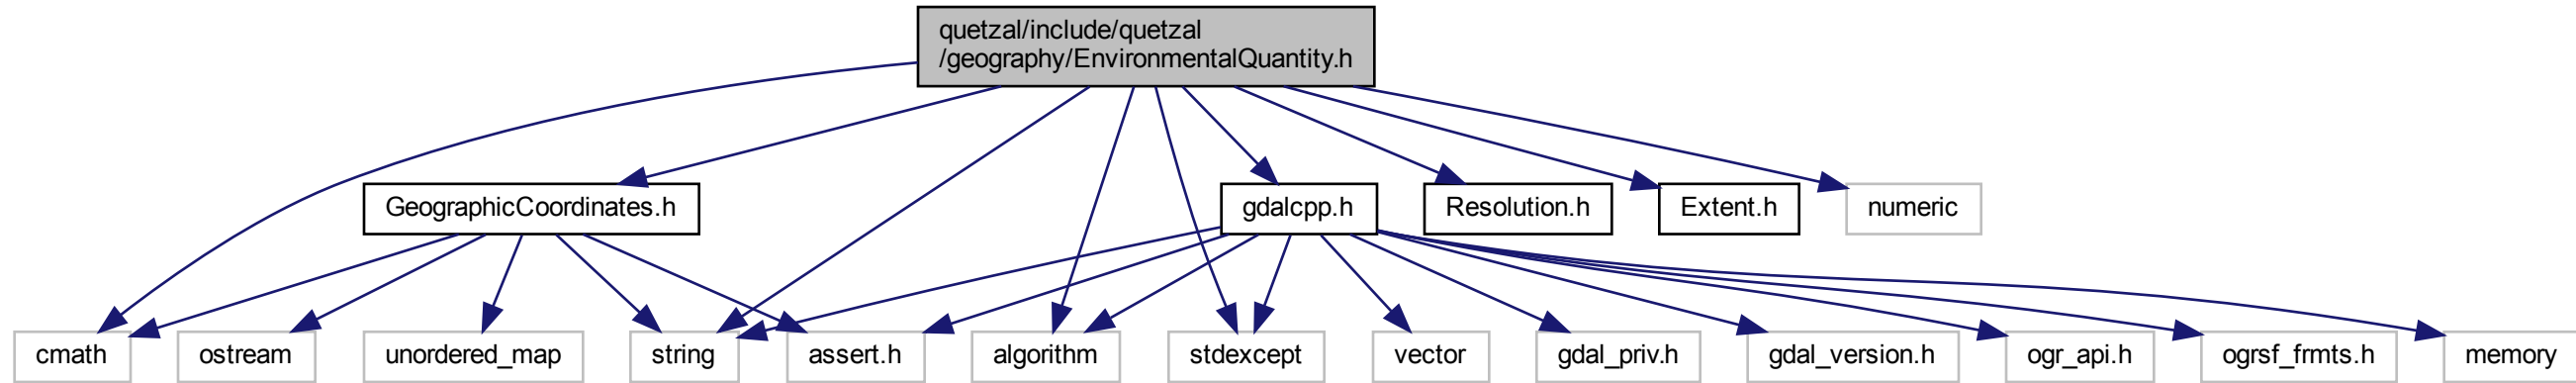 quetzal/include/quetzal
/geography/EnvironmentalQuantity.h
GeographicCoordinates.h
gdalcpp.h
Resolution.h
Extent.h
numeric
cmath
ostream
unordered_map
string
assert.h
algorithm
stdexcept
vector
gdal_priv.h
gdal_version.h
ogr_api.h
ogrsf_frmts.h
memory